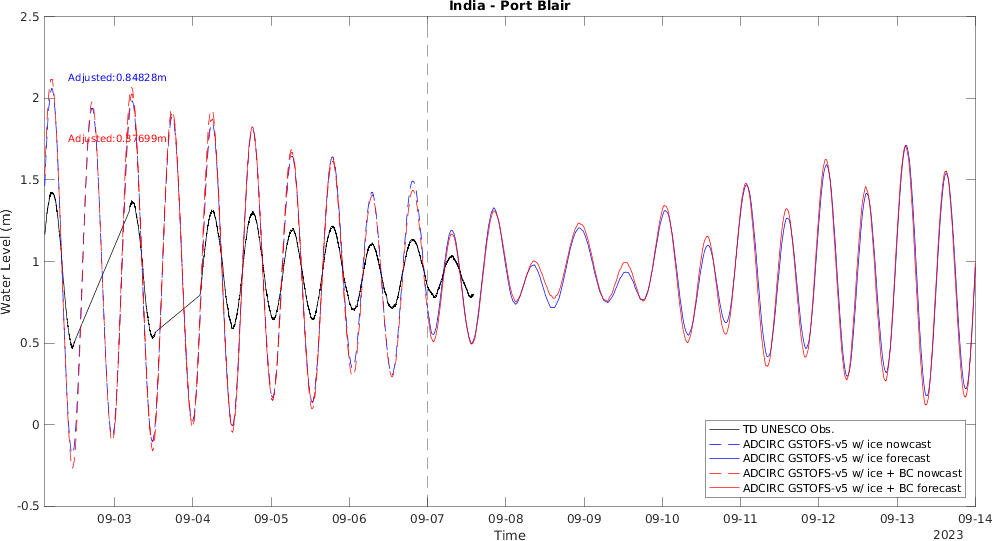 India - Port Blair
2.5
2
1.5
1
0.5
0
-0.5
Water Level (m)
Adjusted:0.84828m
Adjusted:0.87699m
TD UNESCO Obs.
ADCIRC GSTOFS-v5 w/ ice nowcast
ADCIRC GSTOFS-v5 w/ ice forecast
ADCIRC GSTOFS-v5 w/ ice + BC nowcast
ADCIRC GSTOFS-v5 w/ ice + BC forecast
09-03 09-04 09-05 09-06 09-07 09-08 09-09 09-10 09-11 09-12 09-13 09-14
Time
2023